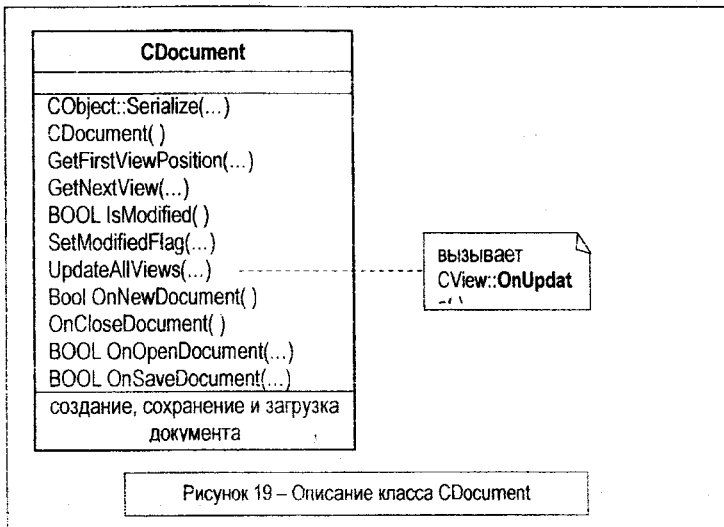 CDocument
CObject::Serialize(...)
CDocument( )
GetFirstViewPosition(...)
GetNextView(...)
BOOL IsModified( )
SetModifiedFlag(...)
UpdateAllViews(...)
Bool OnNewDocument( )
OnCloseDocument( )
BOOL OnOpenDocument(...)
BOOL OnSaveDocument(...)
создание, сохранение и загрузка
документа
вызывает
CView::OnUpdat
Рисунок 19 – Описание класса CDocument